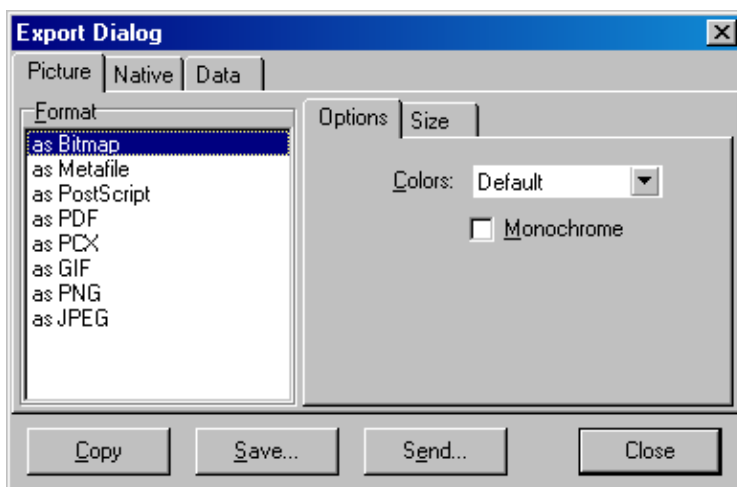 Export Dialog
Picture Native Data
Format
as Bitmap
as Metafile
as PostScript
as PDF
as PCX
as GIF
as PNG
as JPEG
Options Size
Colors: Default
Monochrome
Copy Save... Send... Close